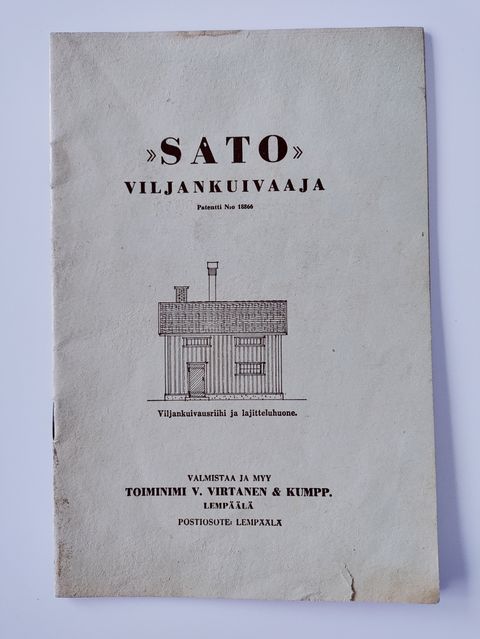 »SATO»
VILJANKUIVAAJA
Patentti N:o 18866
Viljankuivausriihi ja lajitteluhuone.
VALMISTAA JA MYY
TOIMINIMI V. VIRTANEN & KUMPP.
LEMPÄÄLÄ
POSTIOSOTE: LEMPÄÄLÄ